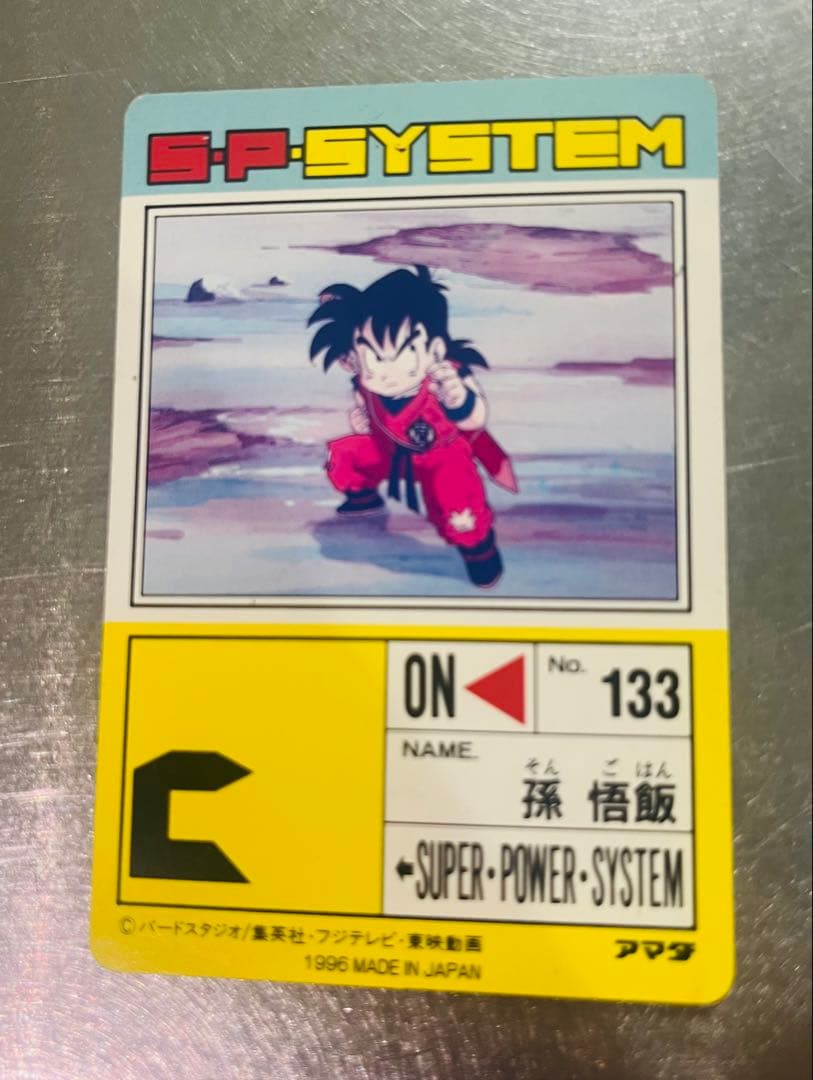 S·P·SYSTEM
ON
No. 133
NAME.
そん ご はん
孫 悟飯
←SUPER·POWER·SYSTEM
©バードスタジオ/集英社·フジテレビ·東映動画
1996 MADE IN JAPAN
アマダ